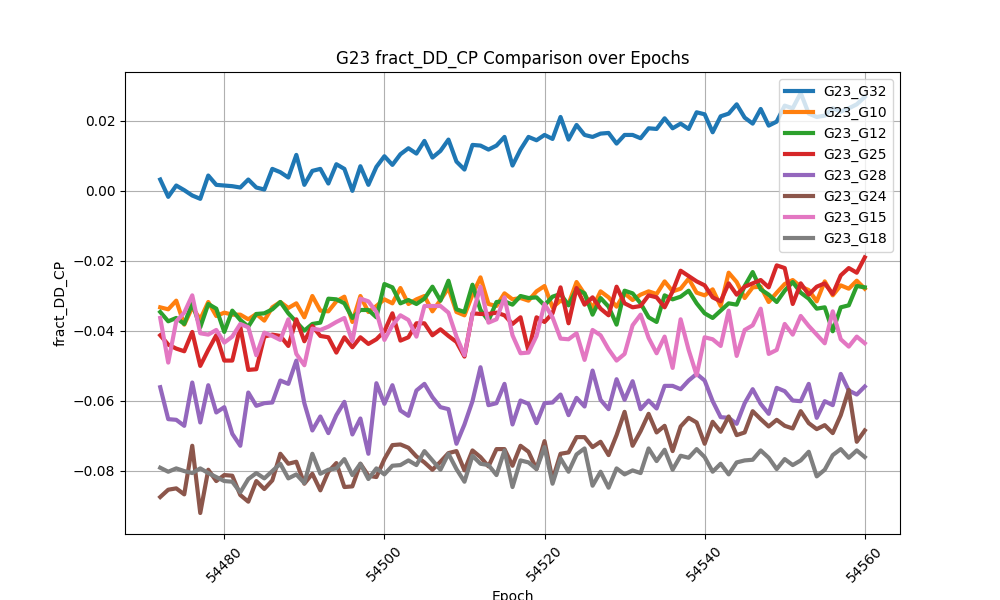 G23 fract_DD_CP Comparison over Epochs
G23_G32
G23_G10
G23_G12
G23_G25
G23_G28
G23_G24
G23_G15
G23_G18
0.02
0.00
−0.02
−0.04
−0.06
−0.08
fract_DD_CP
54480
54500
54520
54540
54560
Epoch